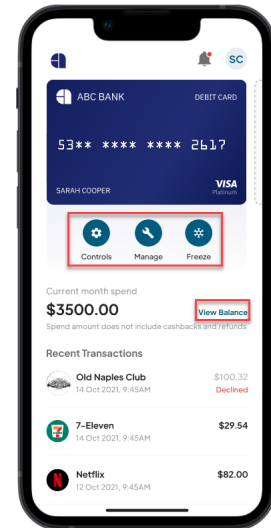 SC
ABC BANK
DEBIT CARD
53** **** **** 2617
SARAH COOPER
VISA
Platinum
Controls
Manage
Freeze
Current month spend
$3500.00
View Balance
Spend amount does not include cashbacks and refunds
Recent Transactions
Old Naples Club
$100.32
14 Oct 2021, 9:45AM
Declined
7-Eleven
$29.54
14 Oct 2021, 9:45AM
Netflix
$82.00
12 Oct 2021, 9:45AM